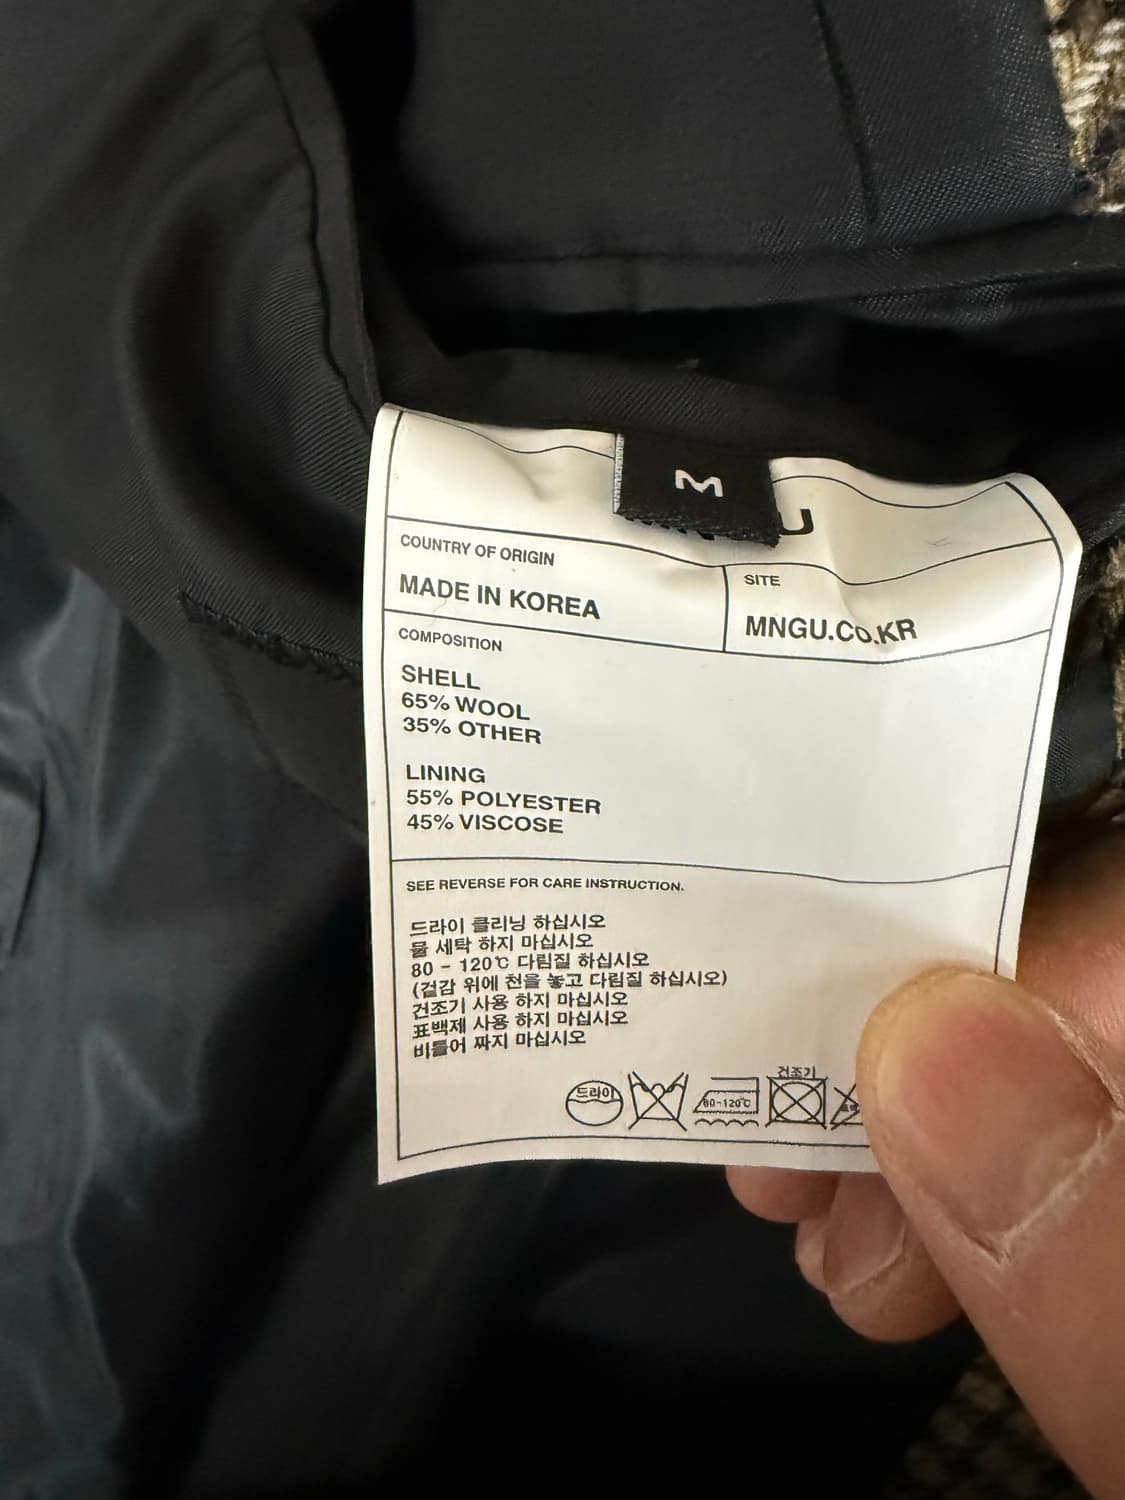 M
COUNTRY OF ORIGIN
MADE IN KOREA
SITE
MNGU.CO.KR
COMPOSITION
SHELL
65% WOOL
35% OTHER
LINING
55% POLYESTER
45% VISCOSE
SEE REVERSE FOR CARE INSTRUCTION.
드라이 클리닝 하십시오
물 세탁 하지 마십시오
80 - 120℃ 다림질 하십시오
(겉감 위에 천을 놓고 다림질 하십시오)
건조기 사용 하지 마십시오
표백제 사용 하지 마십시오
비틀어 짜지 마십시오
드라이
80~120℃
건조기